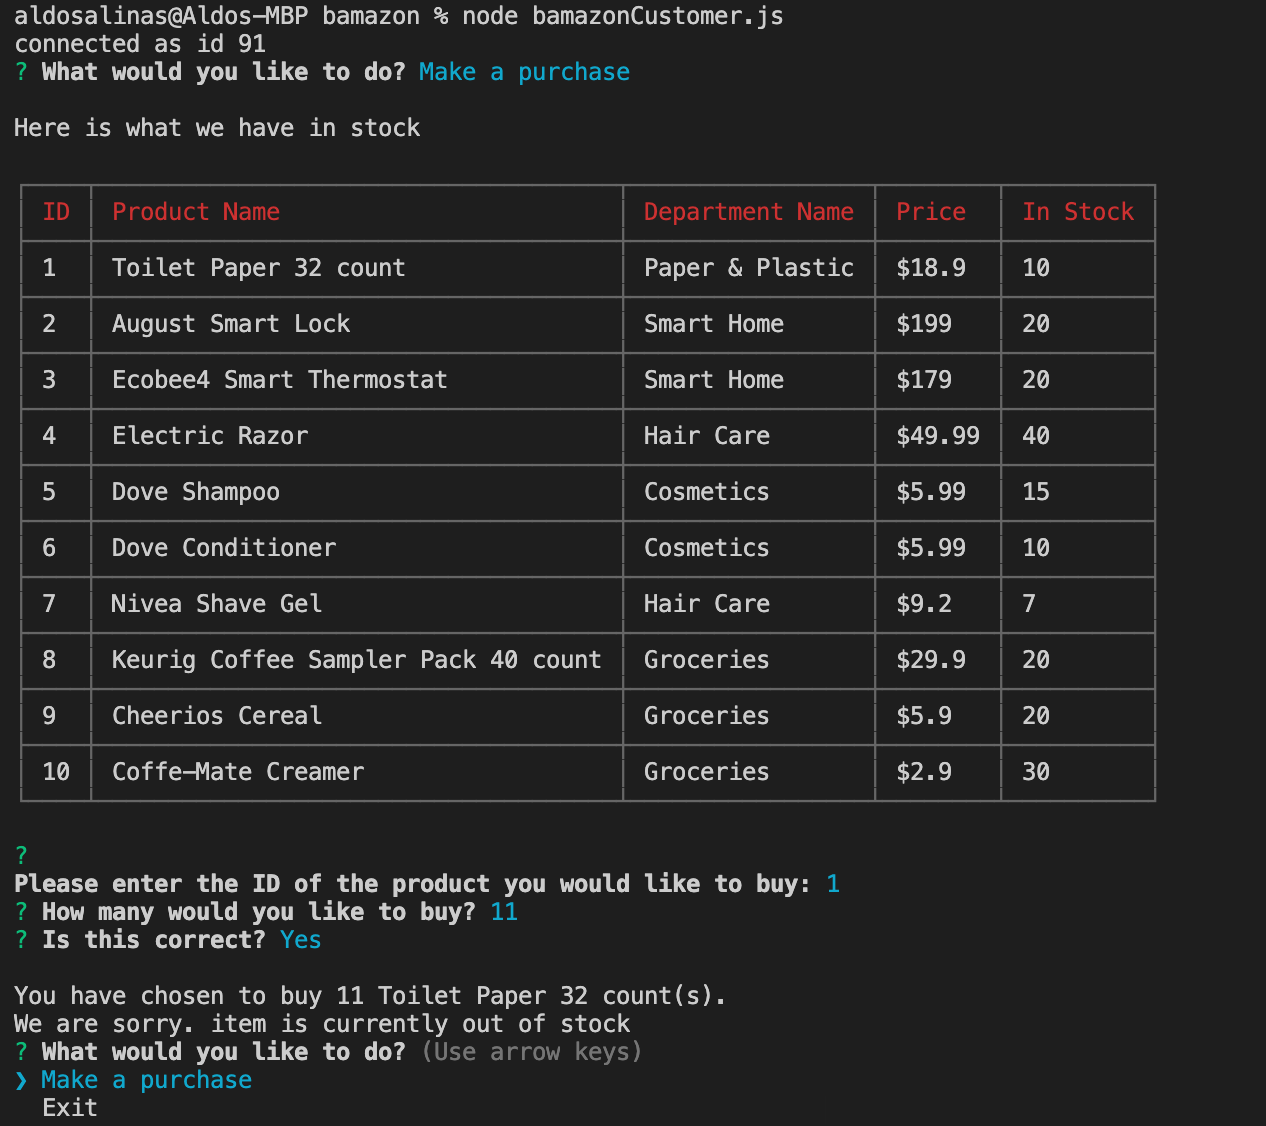 aldosalinas@Aldos-MBP bamazon % node bamazonCustomer.js
connected as id 91
? What would you like to do? Make a purchase
Here is what we have in stock
ID Product Name Department Name Price In Stock
1 Toilet Paper 32 count Paper & Plastic $18.9 10
2 August Smart Lock Smart Home $199 20
3 Ecobee4 Smart Thermostat Smart Home $179 20
4 Electric Razor Hair Care $49.99 40
5 Dove Shampoo Cosmetics $5.99 15
6 Dove Conditioner Cosmetics $5.99 10
7 Nivea Shave Gel Hair Care $9.2 7
8 Keurig Coffee Sampler Pack 40 count Groceries $29.9 20
9 Cheerios Cereal Groceries $5.9 20
10 Coffe-Mate Creamer Groceries $2.9 30
?
Please enter the ID of the product you would like to buy: 1
? How many would you like to buy? 11
? Is this correct? Yes
You have chosen to buy 11 Toilet Paper 32 count(s).
We are sorry. item is currently out of stock
? What would you like to do? (Use arrow keys)
❯ Make a purchase
Exit